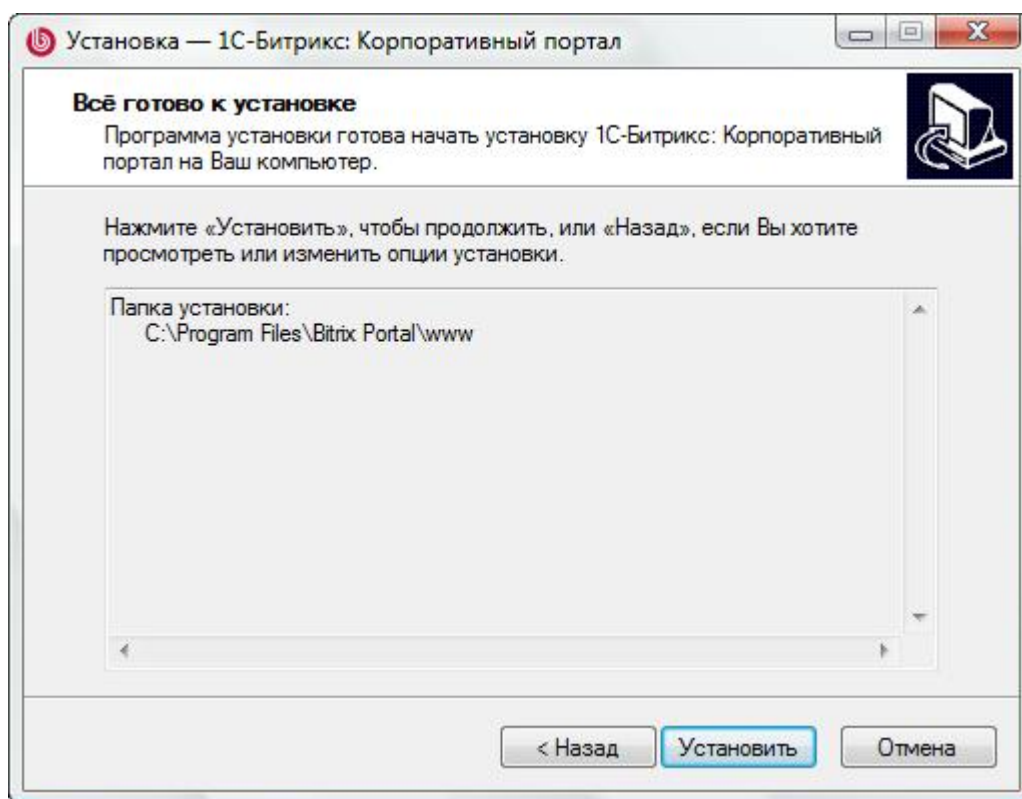 Установка — 1С-Битрикс: Корпоративный портал
Всё готово к установке
Программа установки готова начать установку 1С-Битрикс: Корпоративный
портал на Ваш компьютер.
Нажмите «Установить», чтобы продолжить, или «Назад», если Вы хотите
просмотреть или изменить опции установки.
Папка установки:
C:\Program Files\Bitrix Portal\www
< Назад
Установить
Отмена